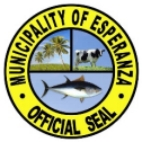 MUNICIPALITY OF ESPERANZA
OFFICIAL SEAL